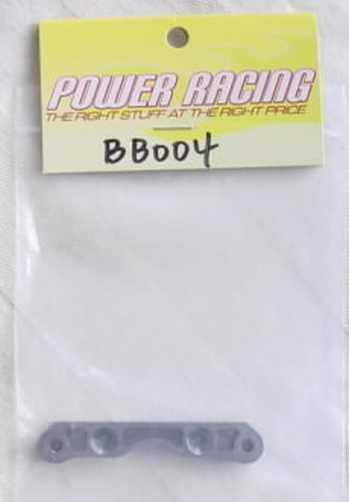 POWER RACING
THE RIGHT STUFF AT THE RIGHT PRICE
BB004